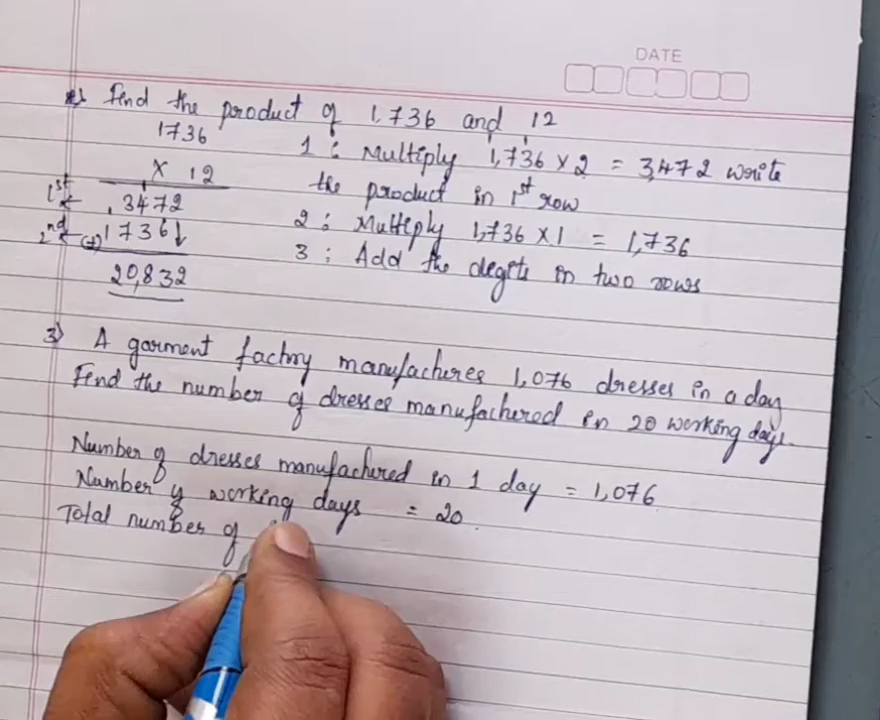 DATE
Find the product of 1,736 and 12
1736
x 12
1st 3472
2nd (+) 1736↓
20,832
1 : Multiply 1,736 x 2 = 3,472 write
the product in 1st row
2 : Multiply 1,736 x 1 = 1,736
3 : Add the degits in two rows
3) A garment factory manufactures 1,076 dresses in a day
Find the number of dresses manufactured in 20 working days.
Number of dresses manufactured in 1 day = 1,076
Number of working days = 20
Total number of